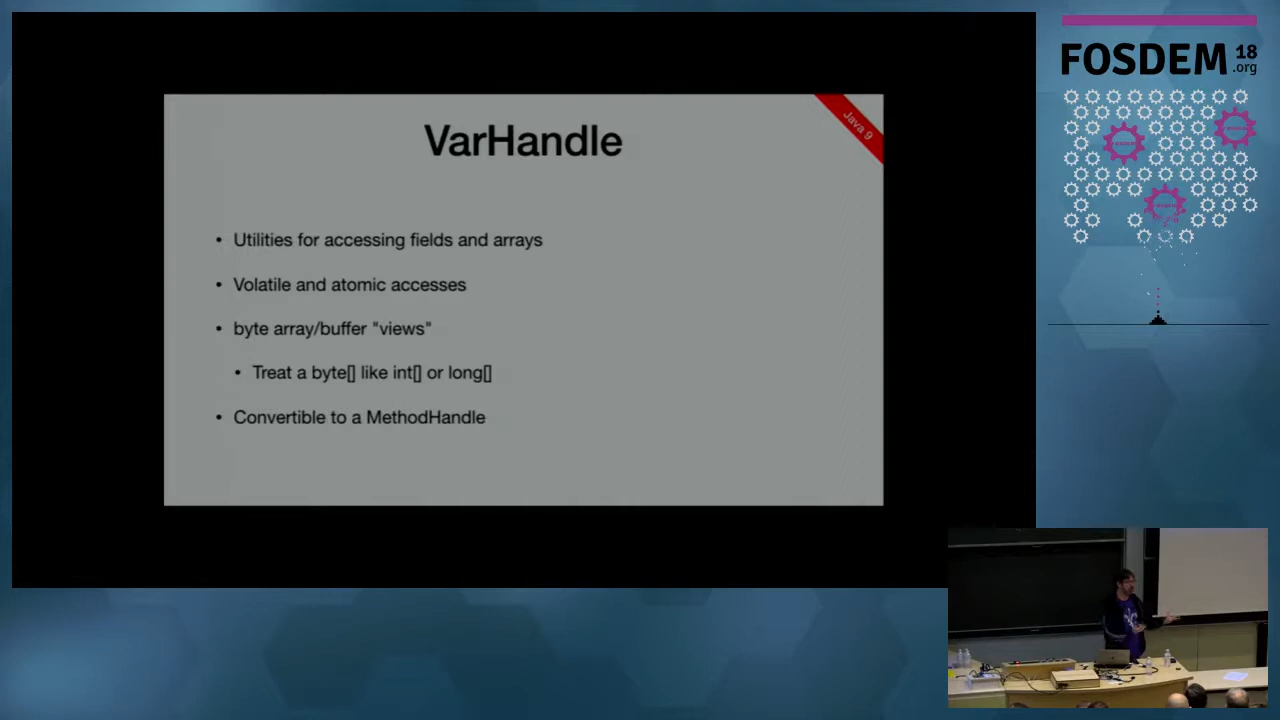 VarHandle
Java 9
• Utilities for accessing fields and arrays
• Volatile and atomic accesses
• byte array/buffer "views"
• Treat a byte[] like int[] or long[]
• Convertible to a MethodHandle
FOSDEM 18
.org